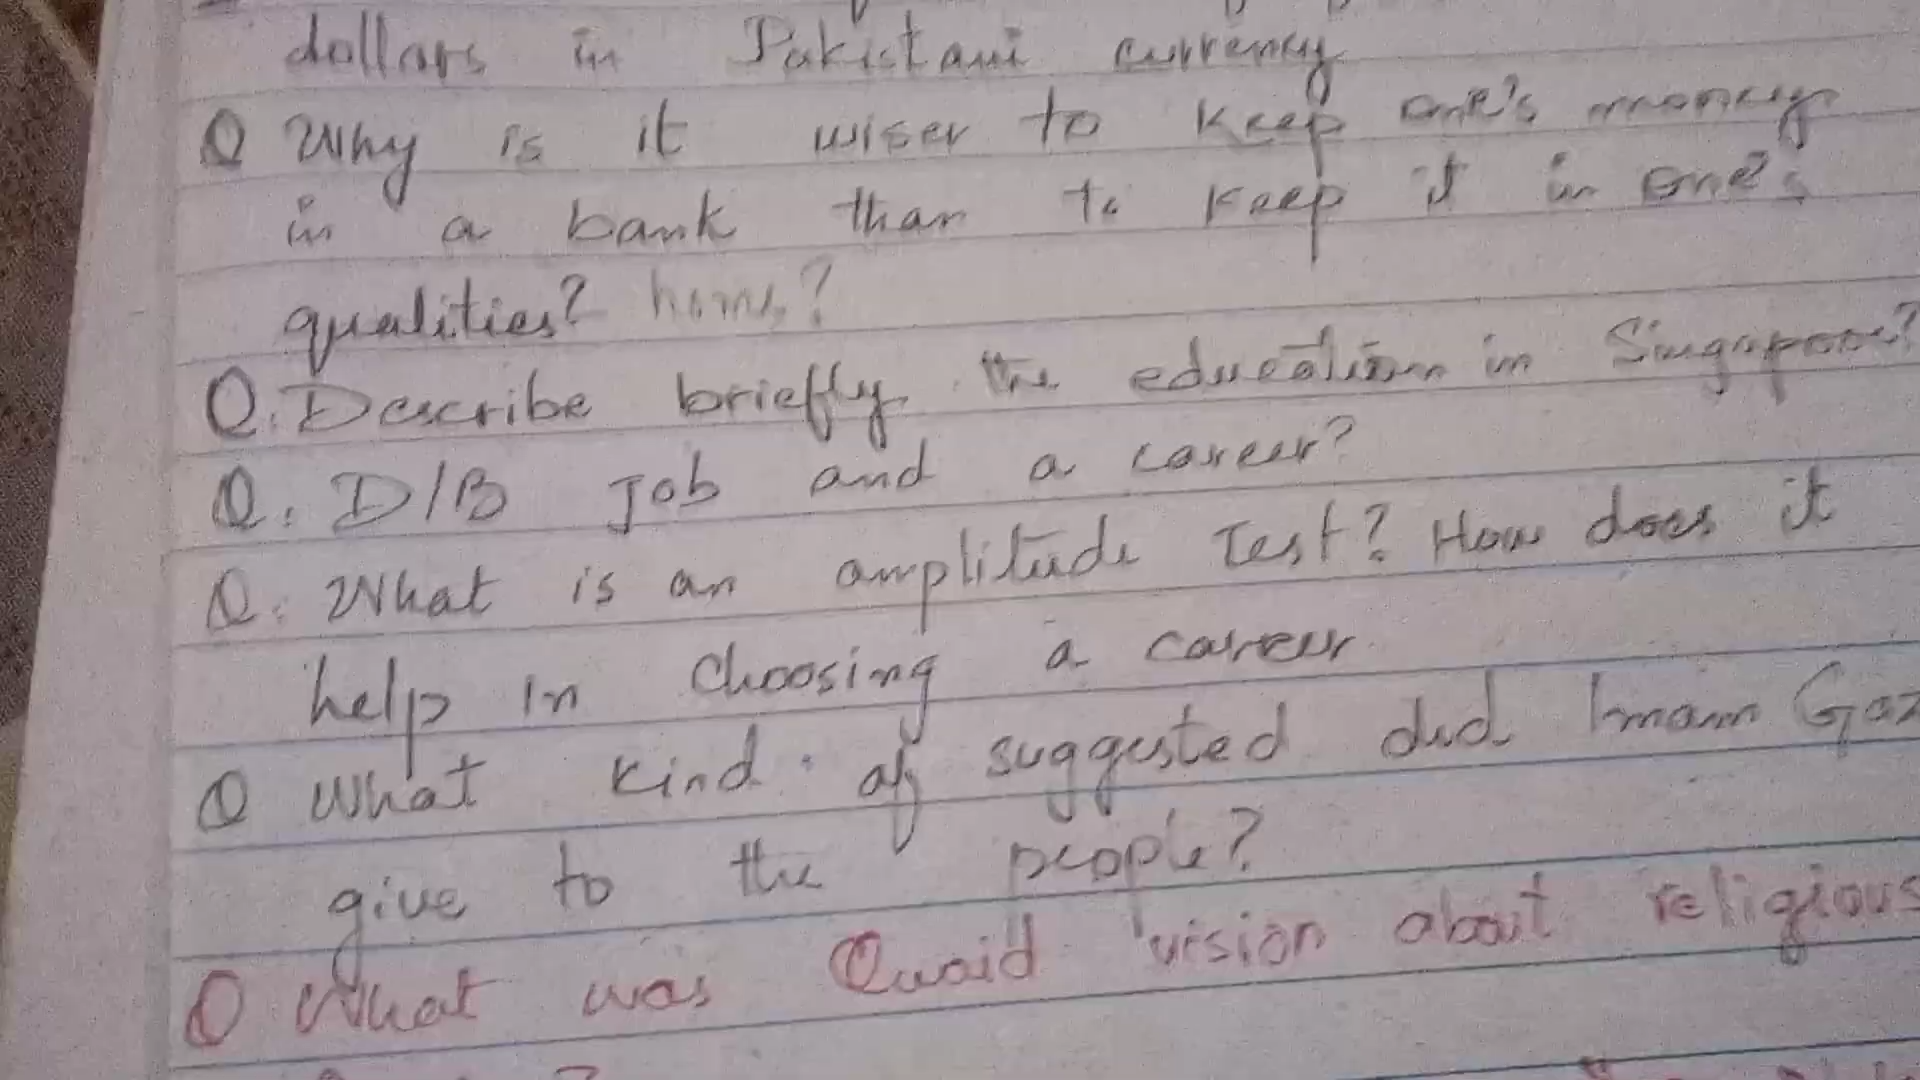 dollars in Pakistani currency
Q Why is it wiser to keep one's money
in a bank than to keep it in one's
qualities? home?
Q. Describe briefly the education in Singapore?
Q. D/B Job and a career?
Q. What is an amplitude Test? How does it
help in choosing a career
Q What kind of suggested did Imam Gaz
give to the people?
Q What was Quaid vision about religious